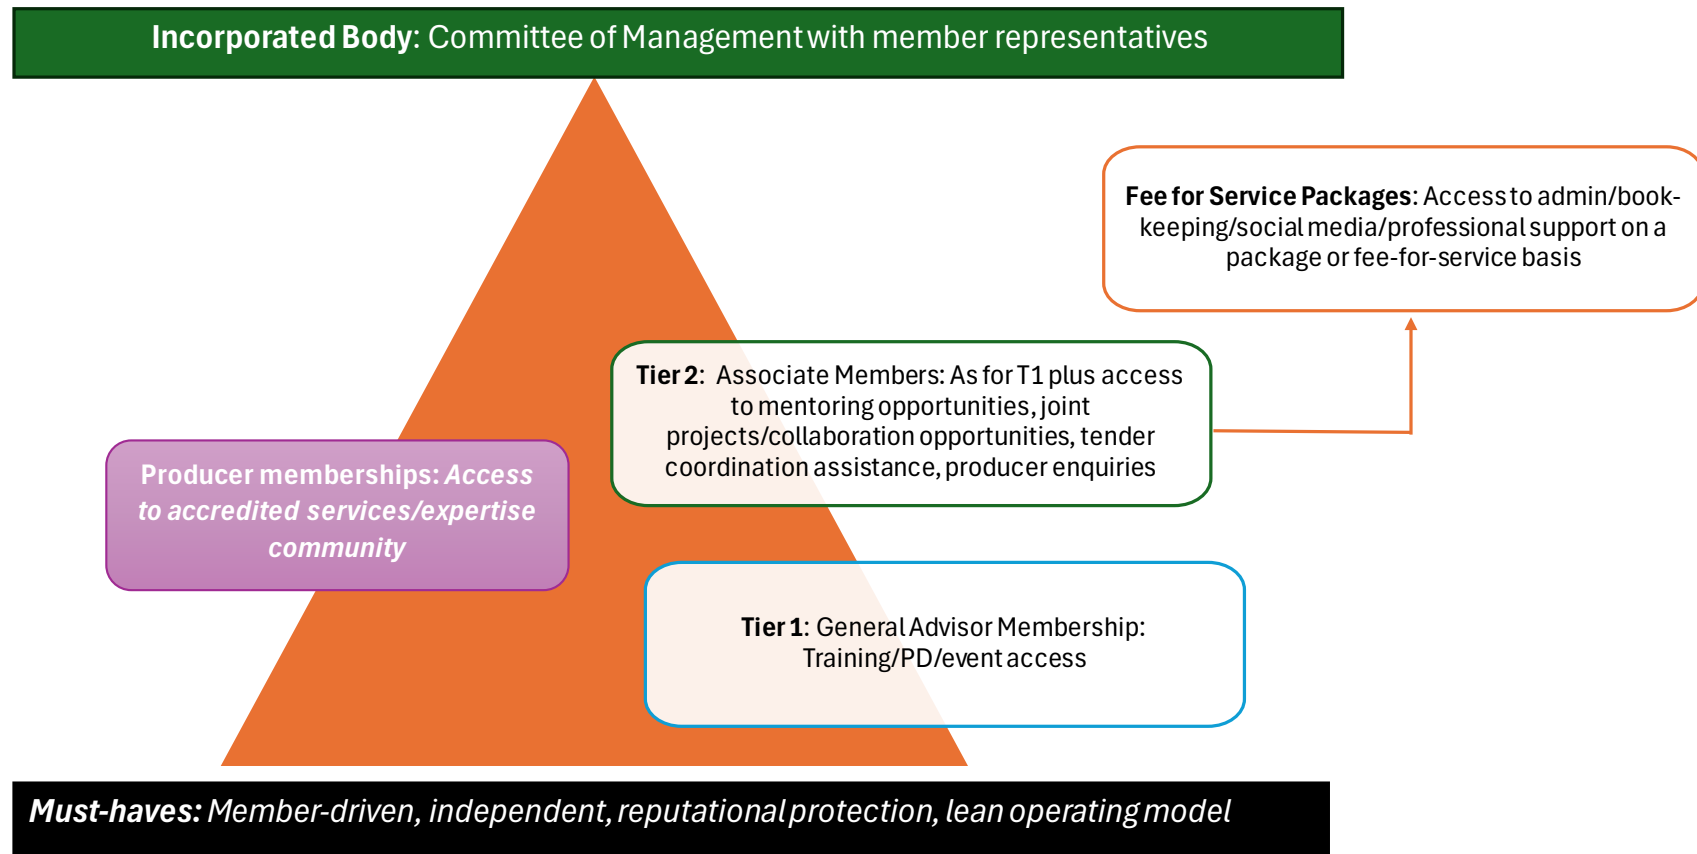 Incorporated Body: Committee of Management with member representatives
Fee for Service Packages: Access to admin/book-
keeping/social media/professional support on a
package or fee-for-service basis
Tier 2: Associate Members: As for T1 plus access
to mentoring opportunities, joint
projects/collaboration opportunities, tender
coordination assistance, producer enquiries
Producer memberships: Access
to accredited services/expertise
community
Tier 1: General Advisor Membership:
Training/PD/event access
Must-haves: Member-driven, independent, reputational protection, lean operating model